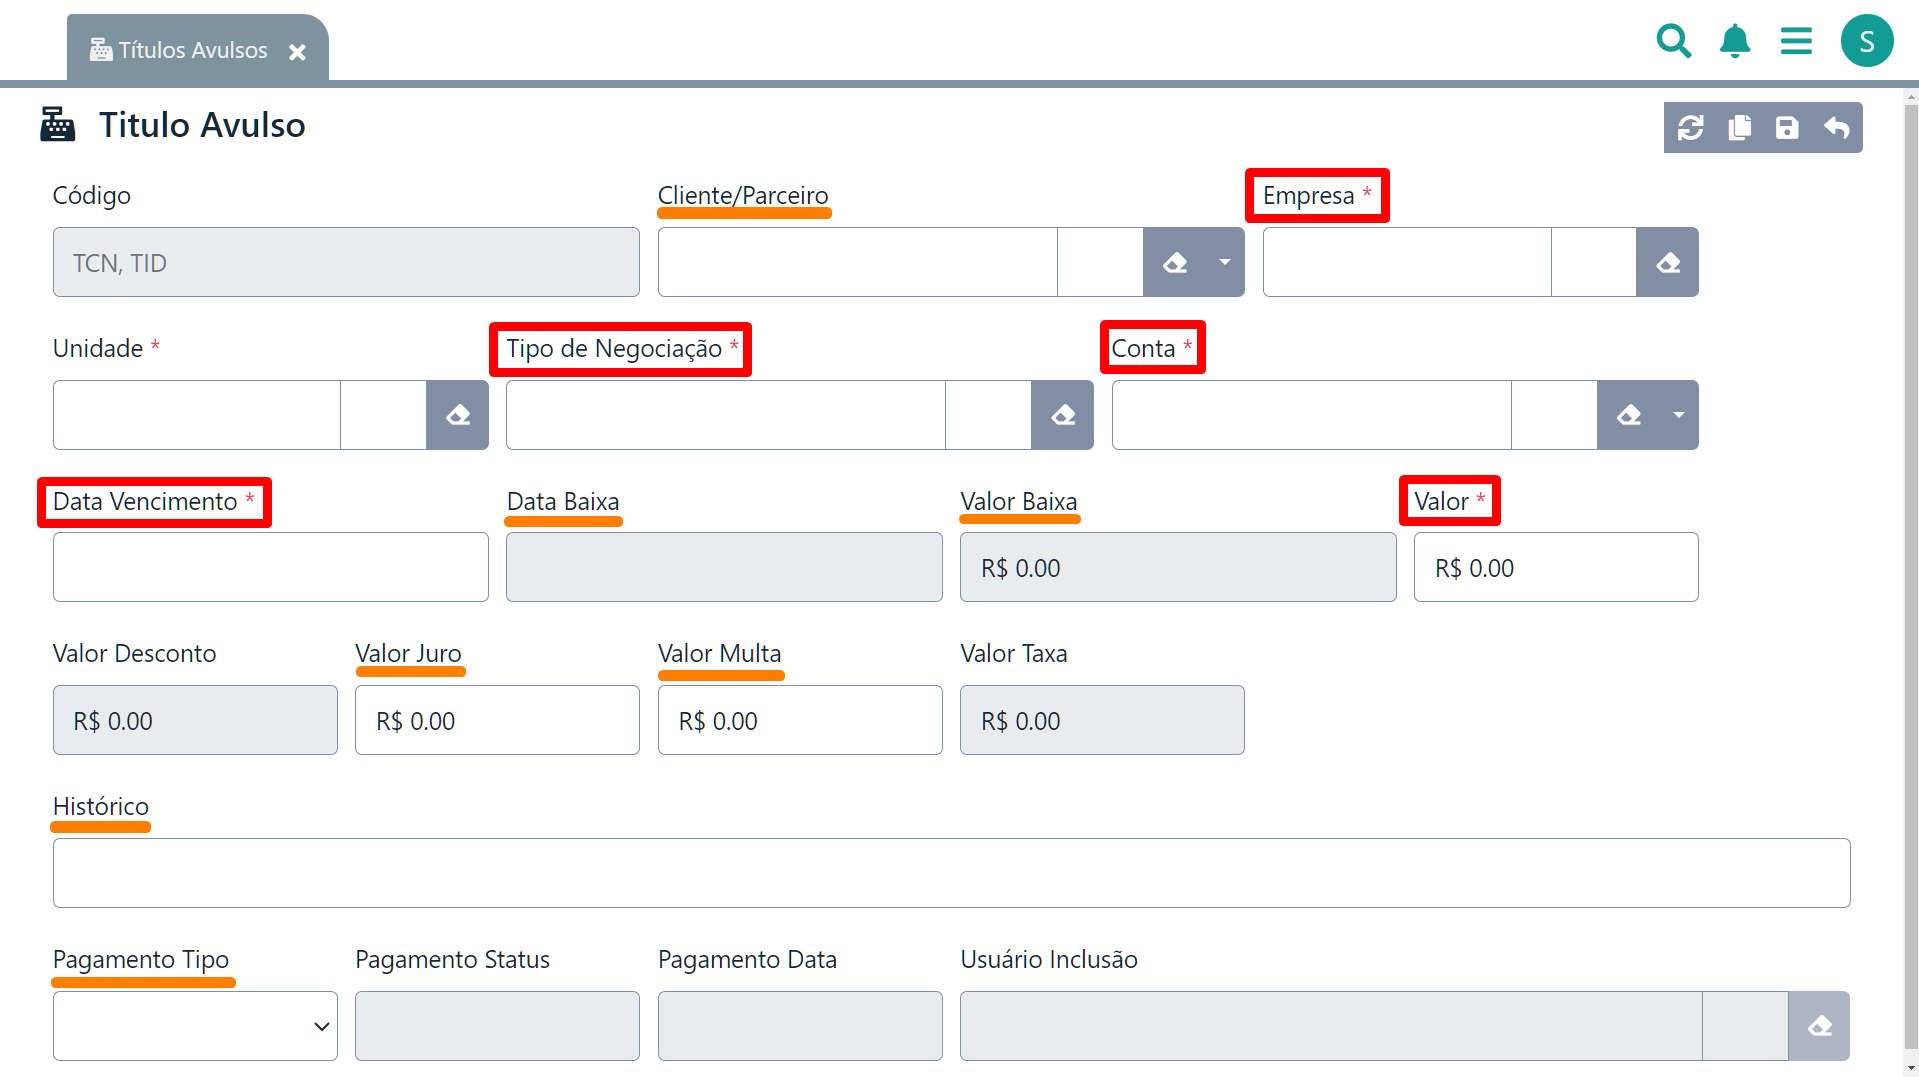 Títulos Avulsos
S
Titulo Avulso
Código
Cliente/Parceiro
Empresa *
TCN, TID
Unidade *
Tipo de Negociação *
Conta *
Data Vencimento *
Data Baixa
Valor Baixa
Valor *
R$ 0.00
R$ 0.00
Valor Desconto
Valor Juro
Valor Multa
Valor Taxa
R$ 0.00
R$ 0.00
R$ 0.00
R$ 0.00
Histórico
Pagamento Tipo
Pagamento Status
Pagamento Data
Usuário Inclusão